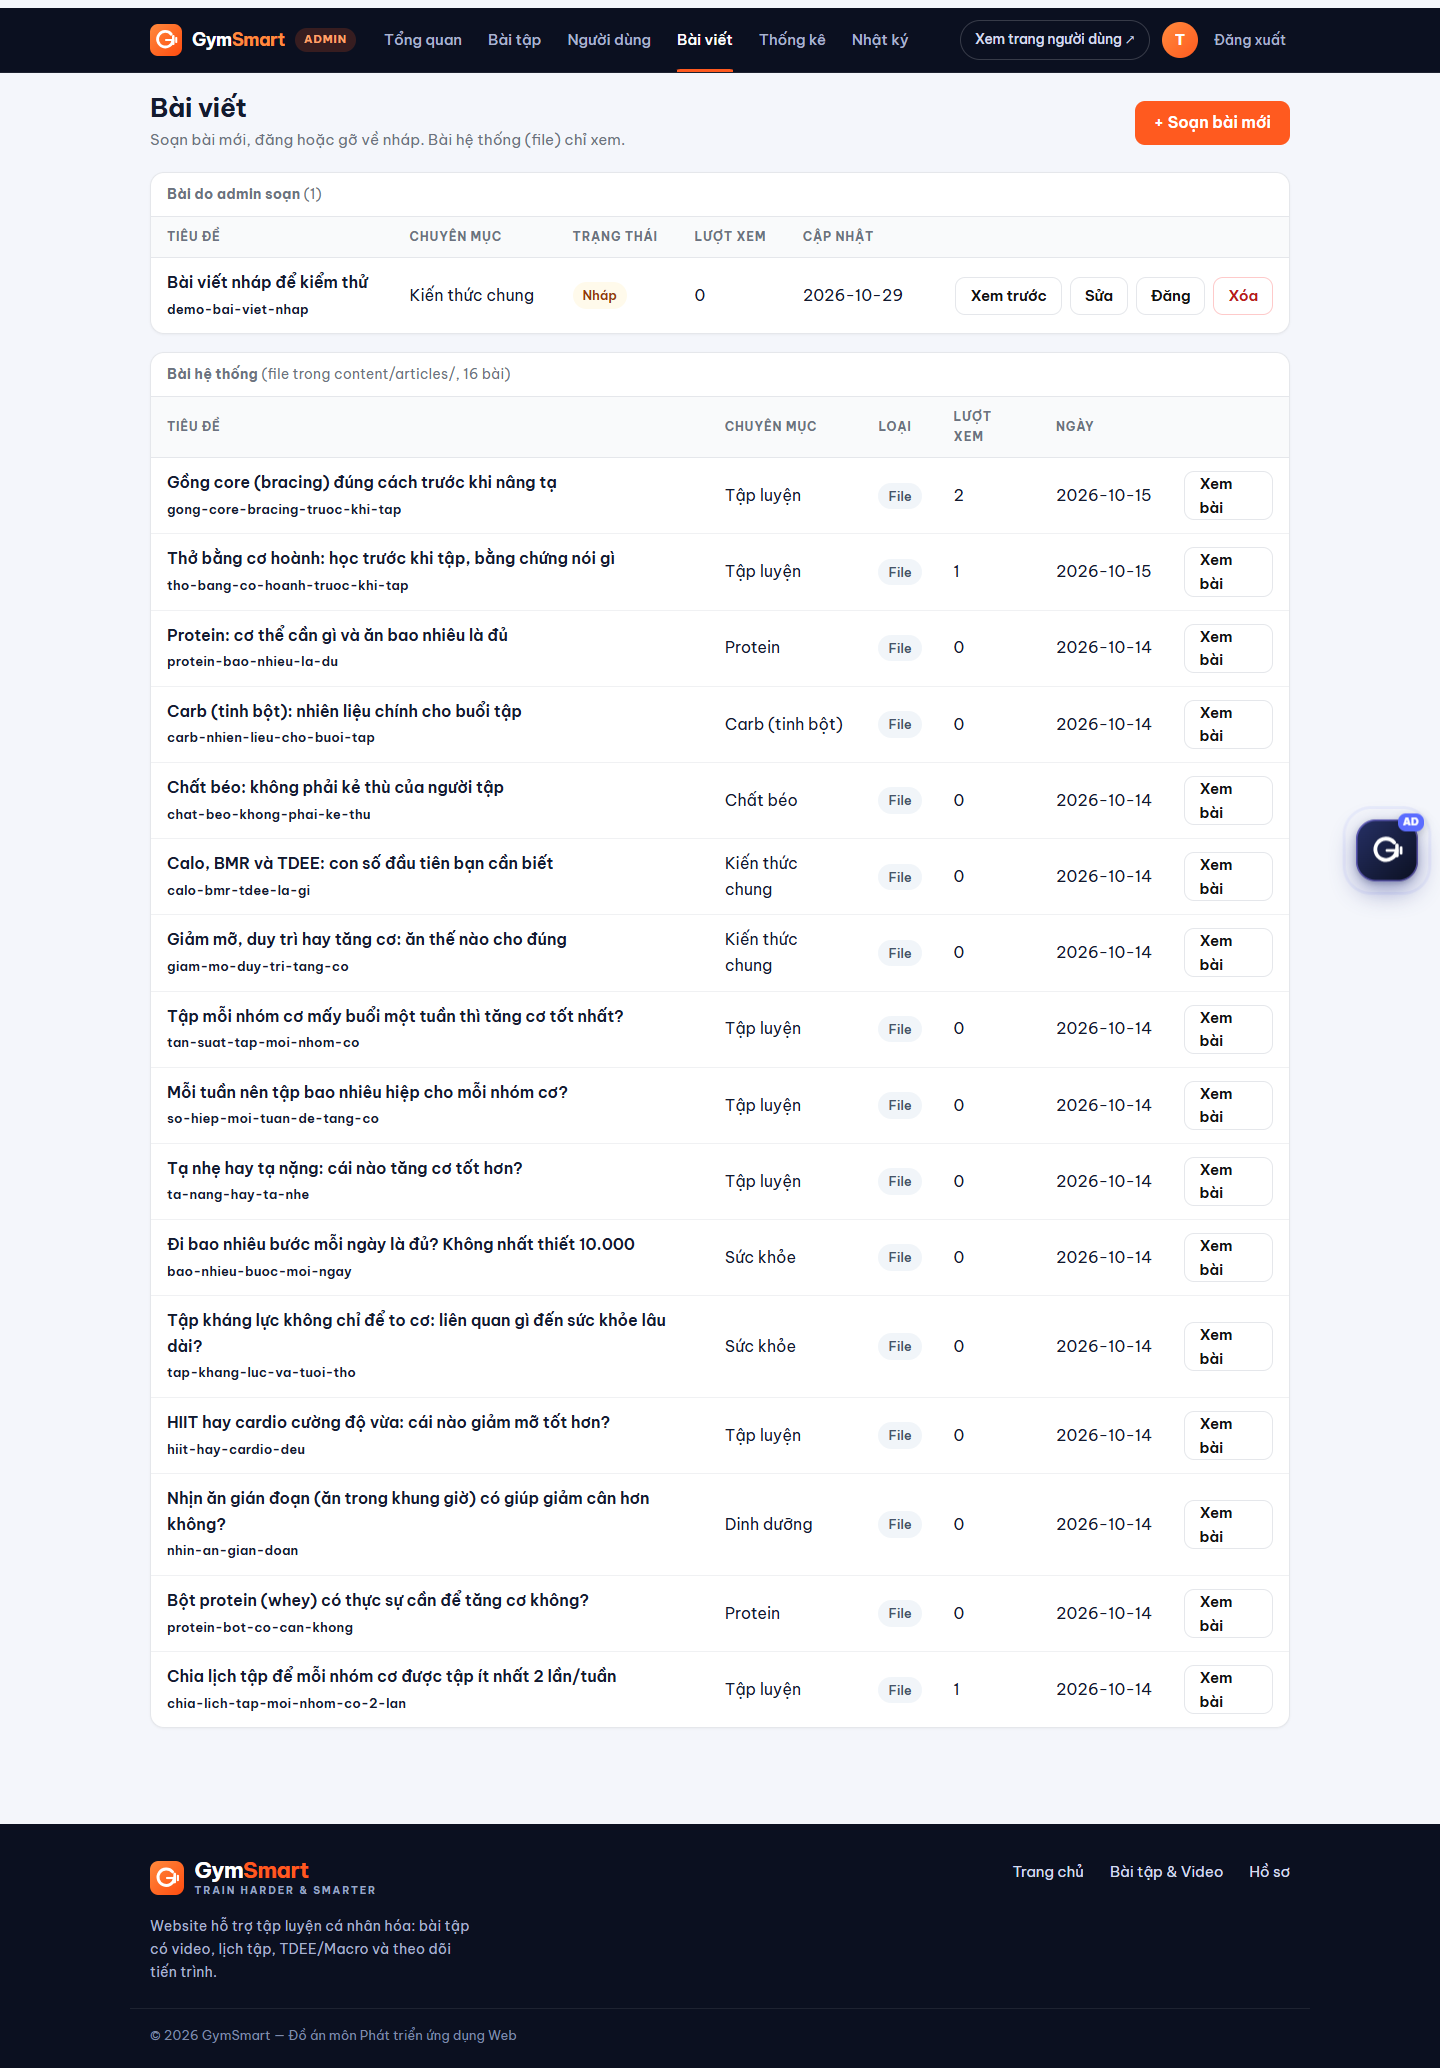 GymSmart ADMIN Tổng quan Bài tập Người dùng Bài viết Thống kê Nhật ký Xem trang người dùng ↗ T Đăng xuất
Bài viết
Soạn bài mới, đăng hoặc gỡ về nháp. Bài hệ thống (file) chỉ xem.
+ Soạn bài mới
Bài do admin soạn (1)
TIÊU ĐỀ CHUYÊN MỤC TRẠNG THÁI LƯỢT XEM CẬP NHẬT
Bài viết nháp để kiểm thử
demo-bai-viet-nhap
Kiến thức chung Nháp 0 2026-10-29 Xem trước Sửa Đăng Xóa
Bài hệ thống (file trong content/articles/, 16 bài)
TIÊU ĐỀ CHUYÊN MỤC LOẠI LƯỢT XEM NGÀY
Gồng core (bracing) đúng cách trước khi nâng tạ
gong-core-bracing-truoc-khi-tap
Tập luyện File 2 2026-10-15 Xem bài
Thở bằng cơ hoành: học trước khi tập, bằng chứng nói gì
tho-bang-co-hoanh-truoc-khi-tap
Tập luyện File 1 2026-10-15 Xem bài
Protein: cơ thể cần gì và ăn bao nhiêu là đủ
protein-bao-nhieu-la-du
Protein File 0 2026-10-14 Xem bài
Carb (tinh bột): nhiên liệu chính cho buổi tập
carb-nhien-lieu-cho-buoi-tap
Carb (tinh bột) File 0 2026-10-14 Xem bài
Chất béo: không phải kẻ thù của người tập
chat-beo-khong-phai-ke-thu
Chất béo File 0 2026-10-14 Xem bài
AD
Calo, BMR và TDEE: con số đầu tiên bạn cần biết
calo-bmr-tdee-la-gi
Kiến thức chung File 0 2026-10-14 Xem bài
Giảm mỡ, duy trì hay tăng cơ: ăn thế nào cho đúng
giam-mo-duy-tri-tang-co
Kiến thức chung File 0 2026-10-14 Xem bài
Tập mỗi nhóm cơ mấy buổi một tuần thì tăng cơ tốt nhất?
tan-suat-tap-moi-nhom-co
Tập luyện File 0 2026-10-14 Xem bài
Mỗi tuần nên tập bao nhiêu hiệp cho mỗi nhóm cơ?
so-hiep-moi-tuan-de-tang-co
Tập luyện File 0 2026-10-14 Xem bài
Tạ nhẹ hay tạ nặng: cái nào tăng cơ tốt hơn?
ta-nang-hay-ta-nhe
Tập luyện File 0 2026-10-14 Xem bài
Đi bao nhiêu bước mỗi ngày là đủ? Không nhất thiết 10.000
bao-nhieu-buoc-moi-ngay
Sức khỏe File 0 2026-10-14 Xem bài
Tập kháng lực không chỉ để to cơ: liên quan gì đến sức khỏe lâu
dài?
tap-khang-luc-va-tuoi-tho
Sức khỏe File 0 2026-10-14 Xem bài
HIIT hay cardio cường độ vừa: cái nào giảm mỡ tốt hơn?
hiit-hay-cardio-deu
Tập luyện File 0 2026-10-14 Xem bài
Nhịn ăn gián đoạn (ăn trong khung giờ) có giúp giảm cân hơn
không?
nhin-an-gian-doan
Dinh dưỡng File 0 2026-10-14 Xem bài
Bột protein (whey) có thực sự cần để tăng cơ không?
protein-bot-co-can-khong
Protein File 0 2026-10-14 Xem bài
Chia lịch tập để mỗi nhóm cơ được tập ít nhất 2 lần/tuần
chia-lich-tap-moi-nhom-co-2-lan
Tập luyện File 1 2026-10-14 Xem bài
GymSmart
TRAIN HARDER & SMARTER
Trang chủ Bài tập & Video Hồ sơ
Website hỗ trợ tập luyện cá nhân hóa: bài tập
có video, lịch tập, TDEE/Macro và theo dõi
tiến trình.
© 2026 GymSmart — Đồ án môn Phát triển ứng dụng Web